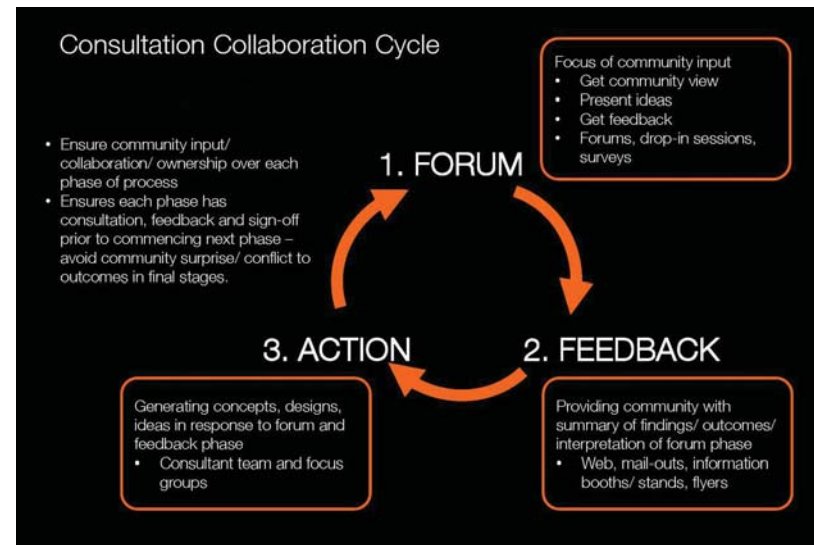 Consultation Collaboration Cycle
Focus of community input
• Get community view
• Present ideas
• Get feedback
• Forums, drop-in sessions,
surveys
• Ensure community input/
collaboration/ ownership over each
phase of process
• Ensures each phase has
consultation, feedback and sign-off
prior to commencing next phase –
avoid community surprise/ conflict to
outcomes in final stages.
1. FORUM
3. ACTION
2. FEEDBACK
Generating concepts, designs,
ideas in response to forum and
feedback phase
• Consultant team and focus
groups
Providing community with
summary of findings/ outcomes/
interpretation of forum phase
• Web, mail-outs, information
booths/ stands, flyers